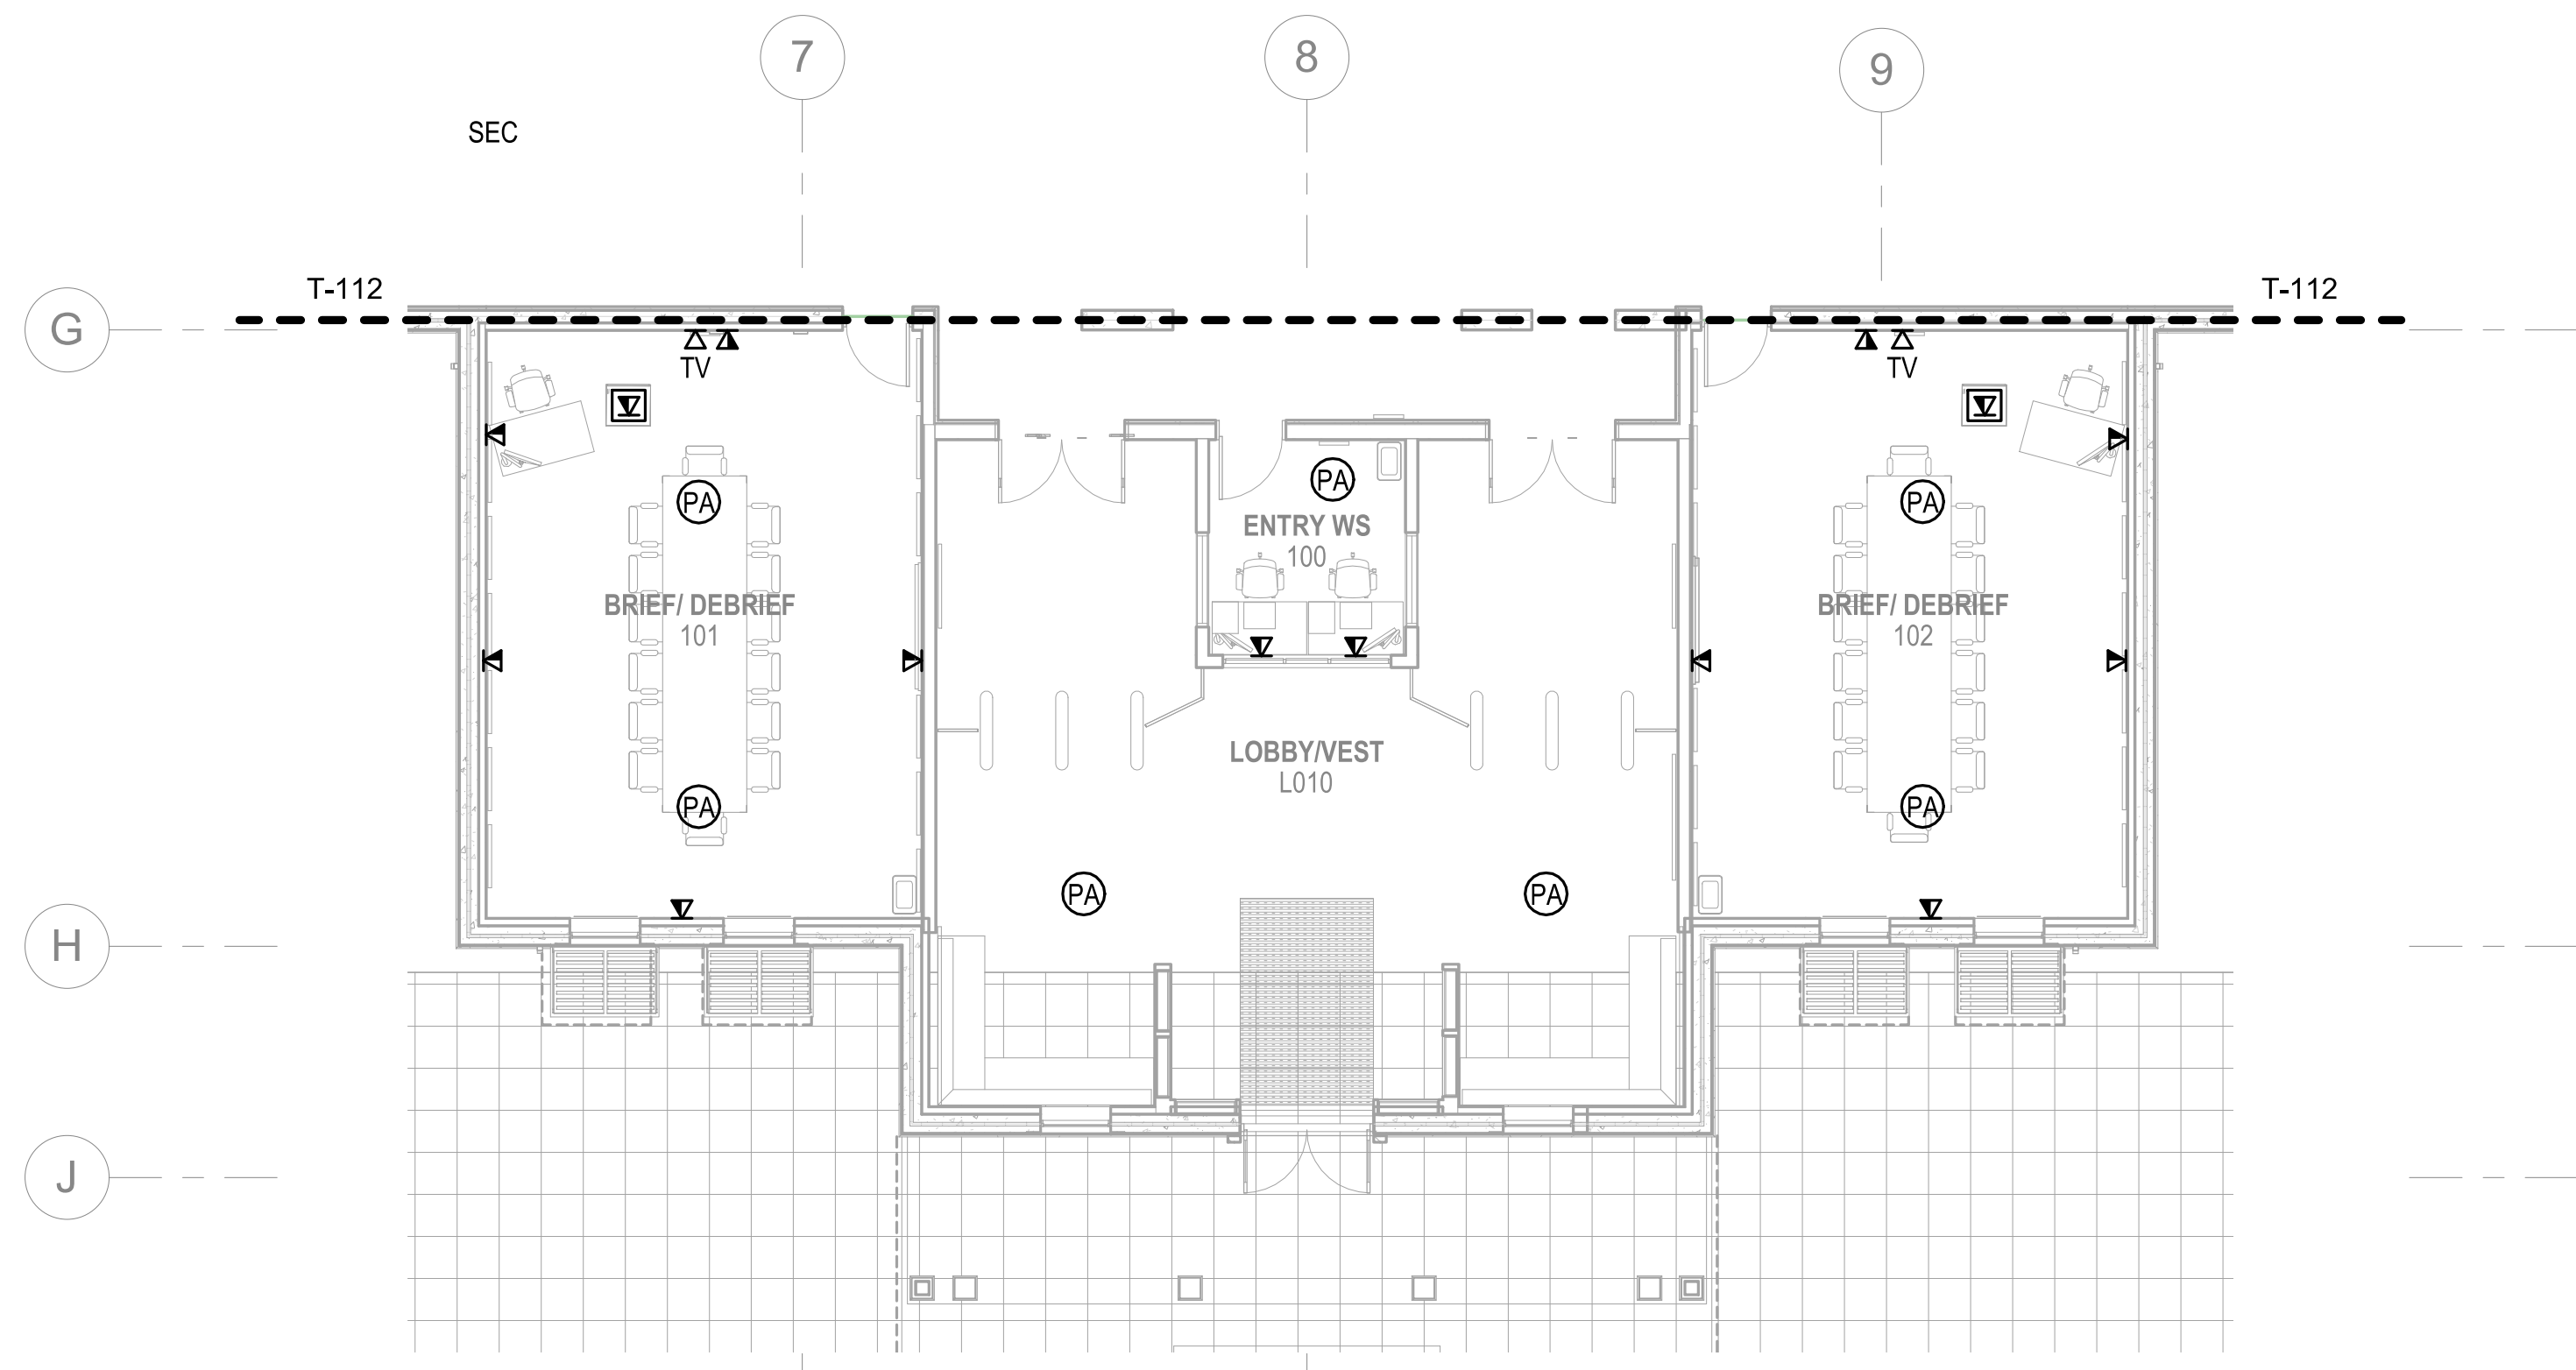 7
8
9
SEC
T-112
T-112
G
TV
TV
PA
PA
PA
ENTRY WS
100
BRIEF/ DEBRIEF
101
BRIEF/ DEBRIEF
102
LOBBY/VEST
L010
PA
PA
PA
PA
H
J